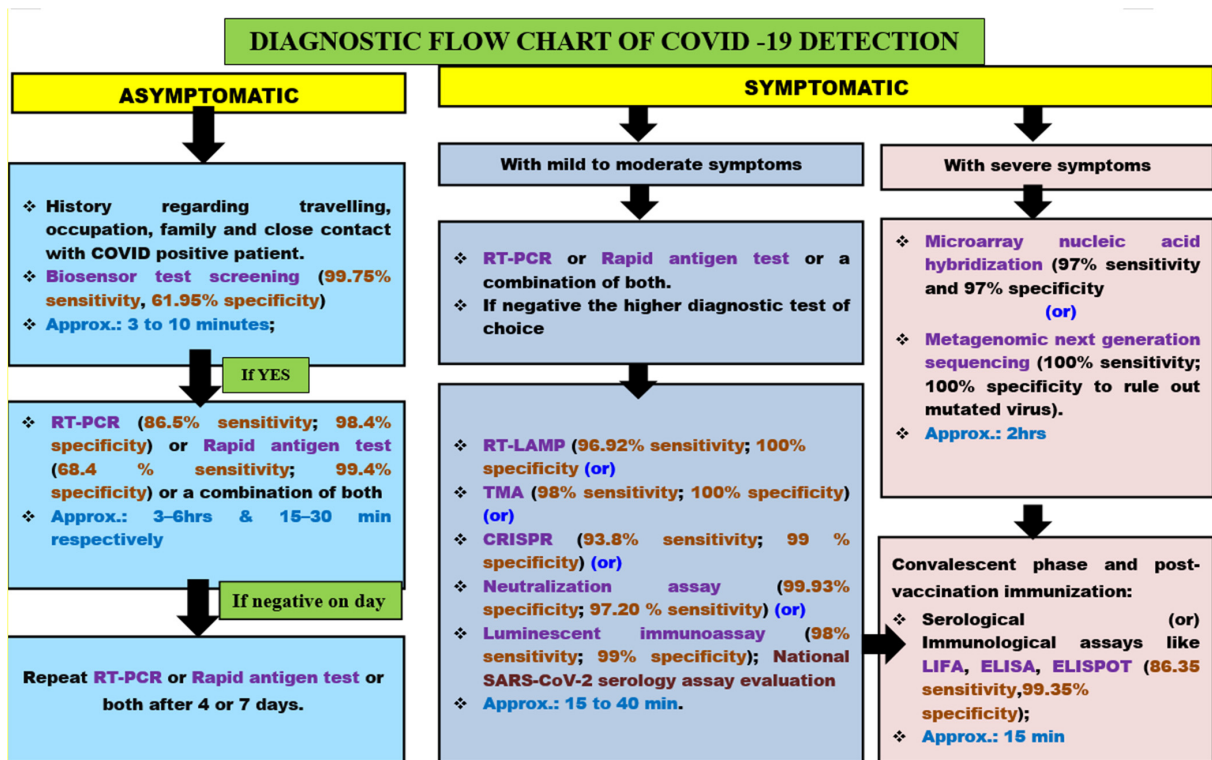 DIAGNOSTIC FLOW CHART OF COVID -19 DETECTION
ASYMPTOMATIC
❖ History regarding travelling,
occupation, family and close contact
with COVID positive patient.
❖ Biosensor test screening (99.75%
sensitivity, 61.95% specificity)
❖ Approx.: 3 to 10 minutes;
If YES
❖ RT-PCR (86.5% sensitivity; 98.4%
specificity) or Rapid antigen test
(68.4 % sensitivity; 99.4%
specificity) or a combination of both
❖ Approx.: 3–6hrs & 15–30 min
respectively
If negative on day
Repeat RT-PCR or Rapid antigen test or
both after 4 or 7 days.
SYMPTOMATIC
With mild to moderate symptoms
❖ RT-PCR or Rapid antigen test or a
combination of both.
❖ If negative the higher diagnostic test of
choice
❖ RT-LAMP (96.92% sensitivity; 100%
specificity (or)
❖ TMA (98% sensitivity; 100% specificity)
(or)
❖ CRISPR (93.8% sensitivity; 99 %
specificity) (or)
❖ Neutralization assay (99.93%
specificity; 97.20 % sensitivity) (or)
❖ Luminescent immunoassay (98%
sensitivity; 99% specificity); National
SARS-CoV-2 serology assay evaluation
❖ Approx.: 15 to 40 min.
With severe symptoms
❖ Microarray nucleic acid
hybridization (97% sensitivity
and 97% specificity
(or)
❖ Metagenomic next generation
sequencing (100% sensitivity;
100% specificity to rule out
mutated virus).
❖ Approx.: 2hrs
Convalescent phase and post-
vaccination immunization:
❖ Serological (or)
Immunological assays like
LIFA, ELISA, ELISPOT (86.35
sensitivity,99.35%
specificity);
❖ Approx.: 15 min